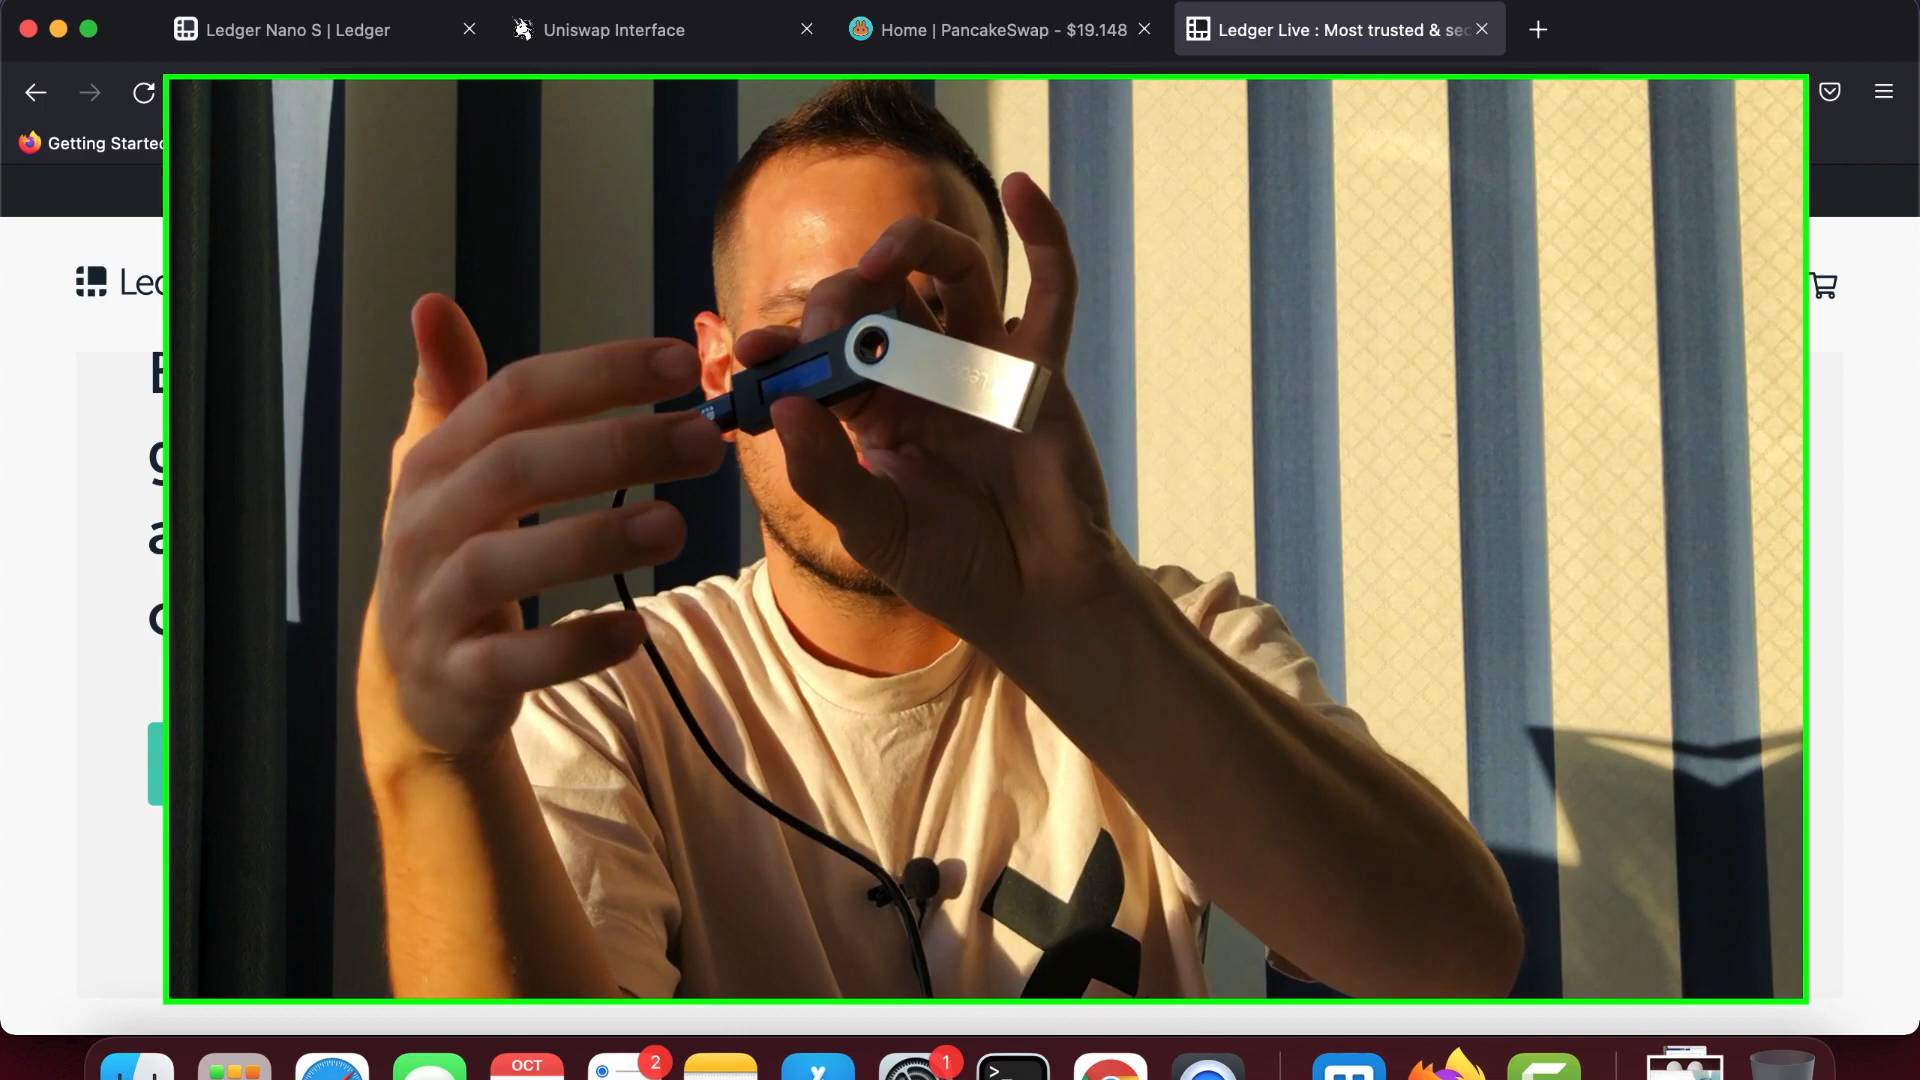 Ledger Nano S | Ledger
Uniswap Interface
Home | PancakeSwap - $19.148
Ledger Live : Most trusted & sec
Getting Started
Led
E
g
a
OCT
2
1